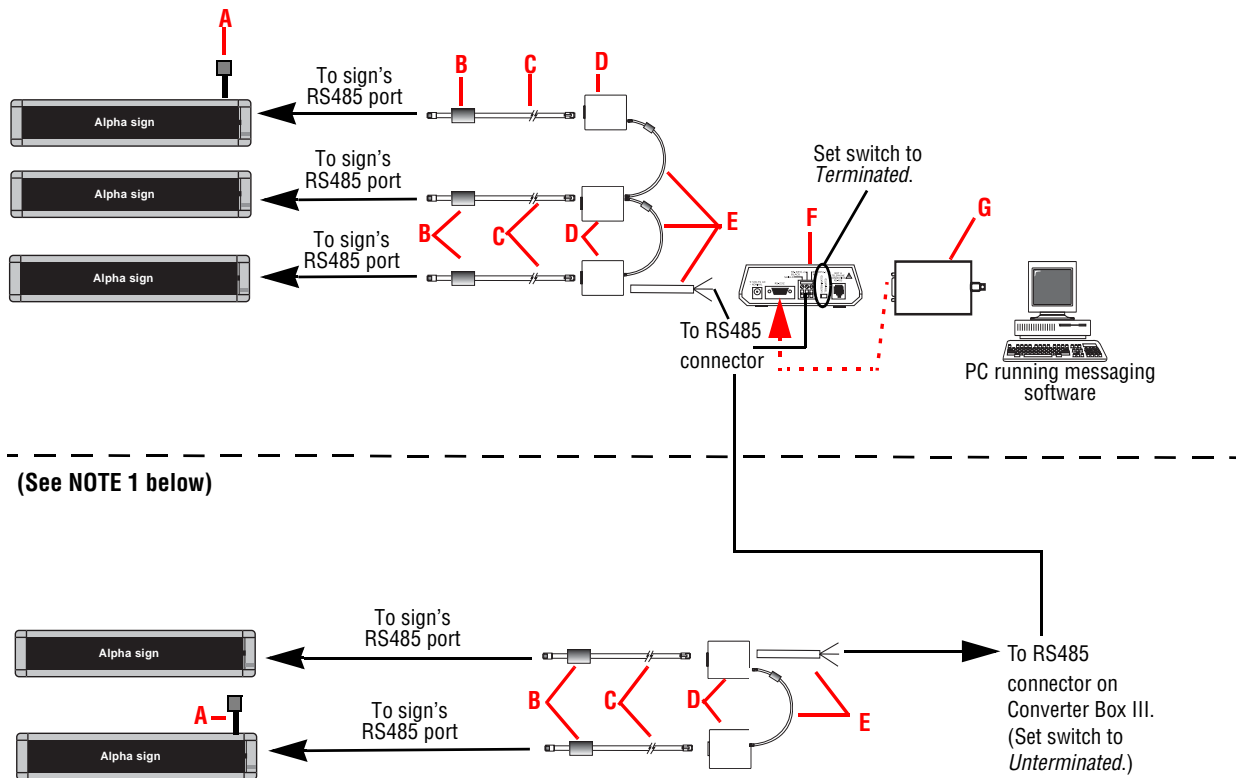 A
To sign's
RS485 port
B
C
D
Alpha sign
To sign's
RS485 port
Set switch to
Terminated.
Alpha sign
B
C
D
E
F
G
To sign's
RS485 port
Alpha sign
To RS485
connector
PC running messaging
software
(See NOTE 1 below)
To sign's
RS485 port
Alpha sign
To RS485
connector on
Converter Box III.
(Set switch to
Unterminated.)
A
B
C
D
E
To sign's
RS485 port
Alpha sign